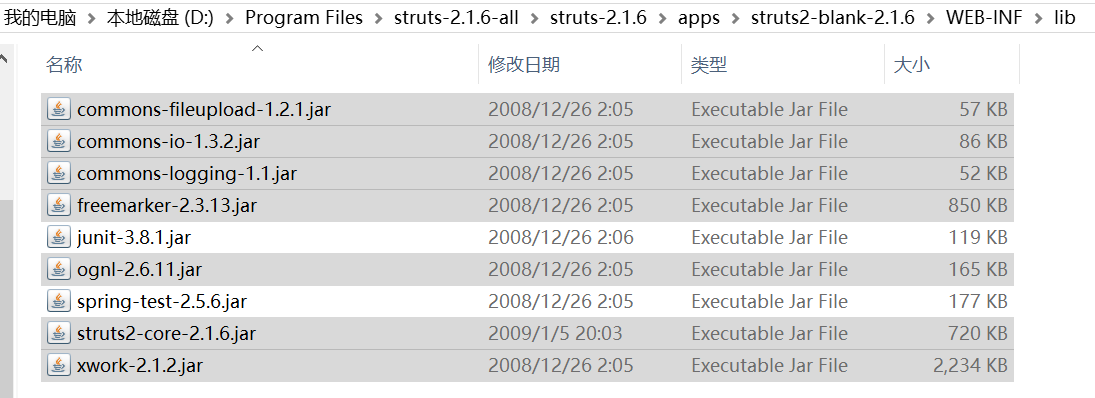 我的电脑 > 本地磁盘 (D:) > Program Files > struts-2.1.6-all > struts-2.1.6 > apps > struts2-blank-2.1.6 > WEB-INF > lib
名称 修改日期 类型 大小
commons-fileupload-1.2.1.jar 2008/12/26 2:05 Executable Jar File 57 KB
commons-io-1.3.2.jar 2008/12/26 2:05 Executable Jar File 86 KB
commons-logging-1.1.jar 2008/12/26 2:05 Executable Jar File 52 KB
freemarker-2.3.13.jar 2008/12/26 2:05 Executable Jar File 850 KB
junit-3.8.1.jar 2008/12/26 2:06 Executable Jar File 119 KB
ognl-2.6.11.jar 2008/12/26 2:05 Executable Jar File 165 KB
spring-test-2.5.6.jar 2008/12/26 2:05 Executable Jar File 177 KB
struts2-core-2.1.6.jar 2009/1/5 20:03 Executable Jar File 720 KB
xwork-2.1.2.jar 2008/12/26 2:05 Executable Jar File 2,234 KB